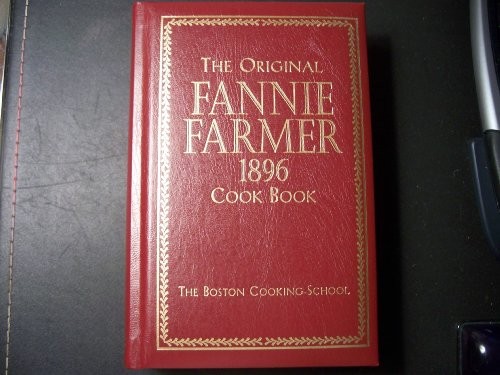 THE ORIGINAL
FANNIE
FARMER
1896
COOK BOOK
THE BOSTON COOKING-SCHOOL